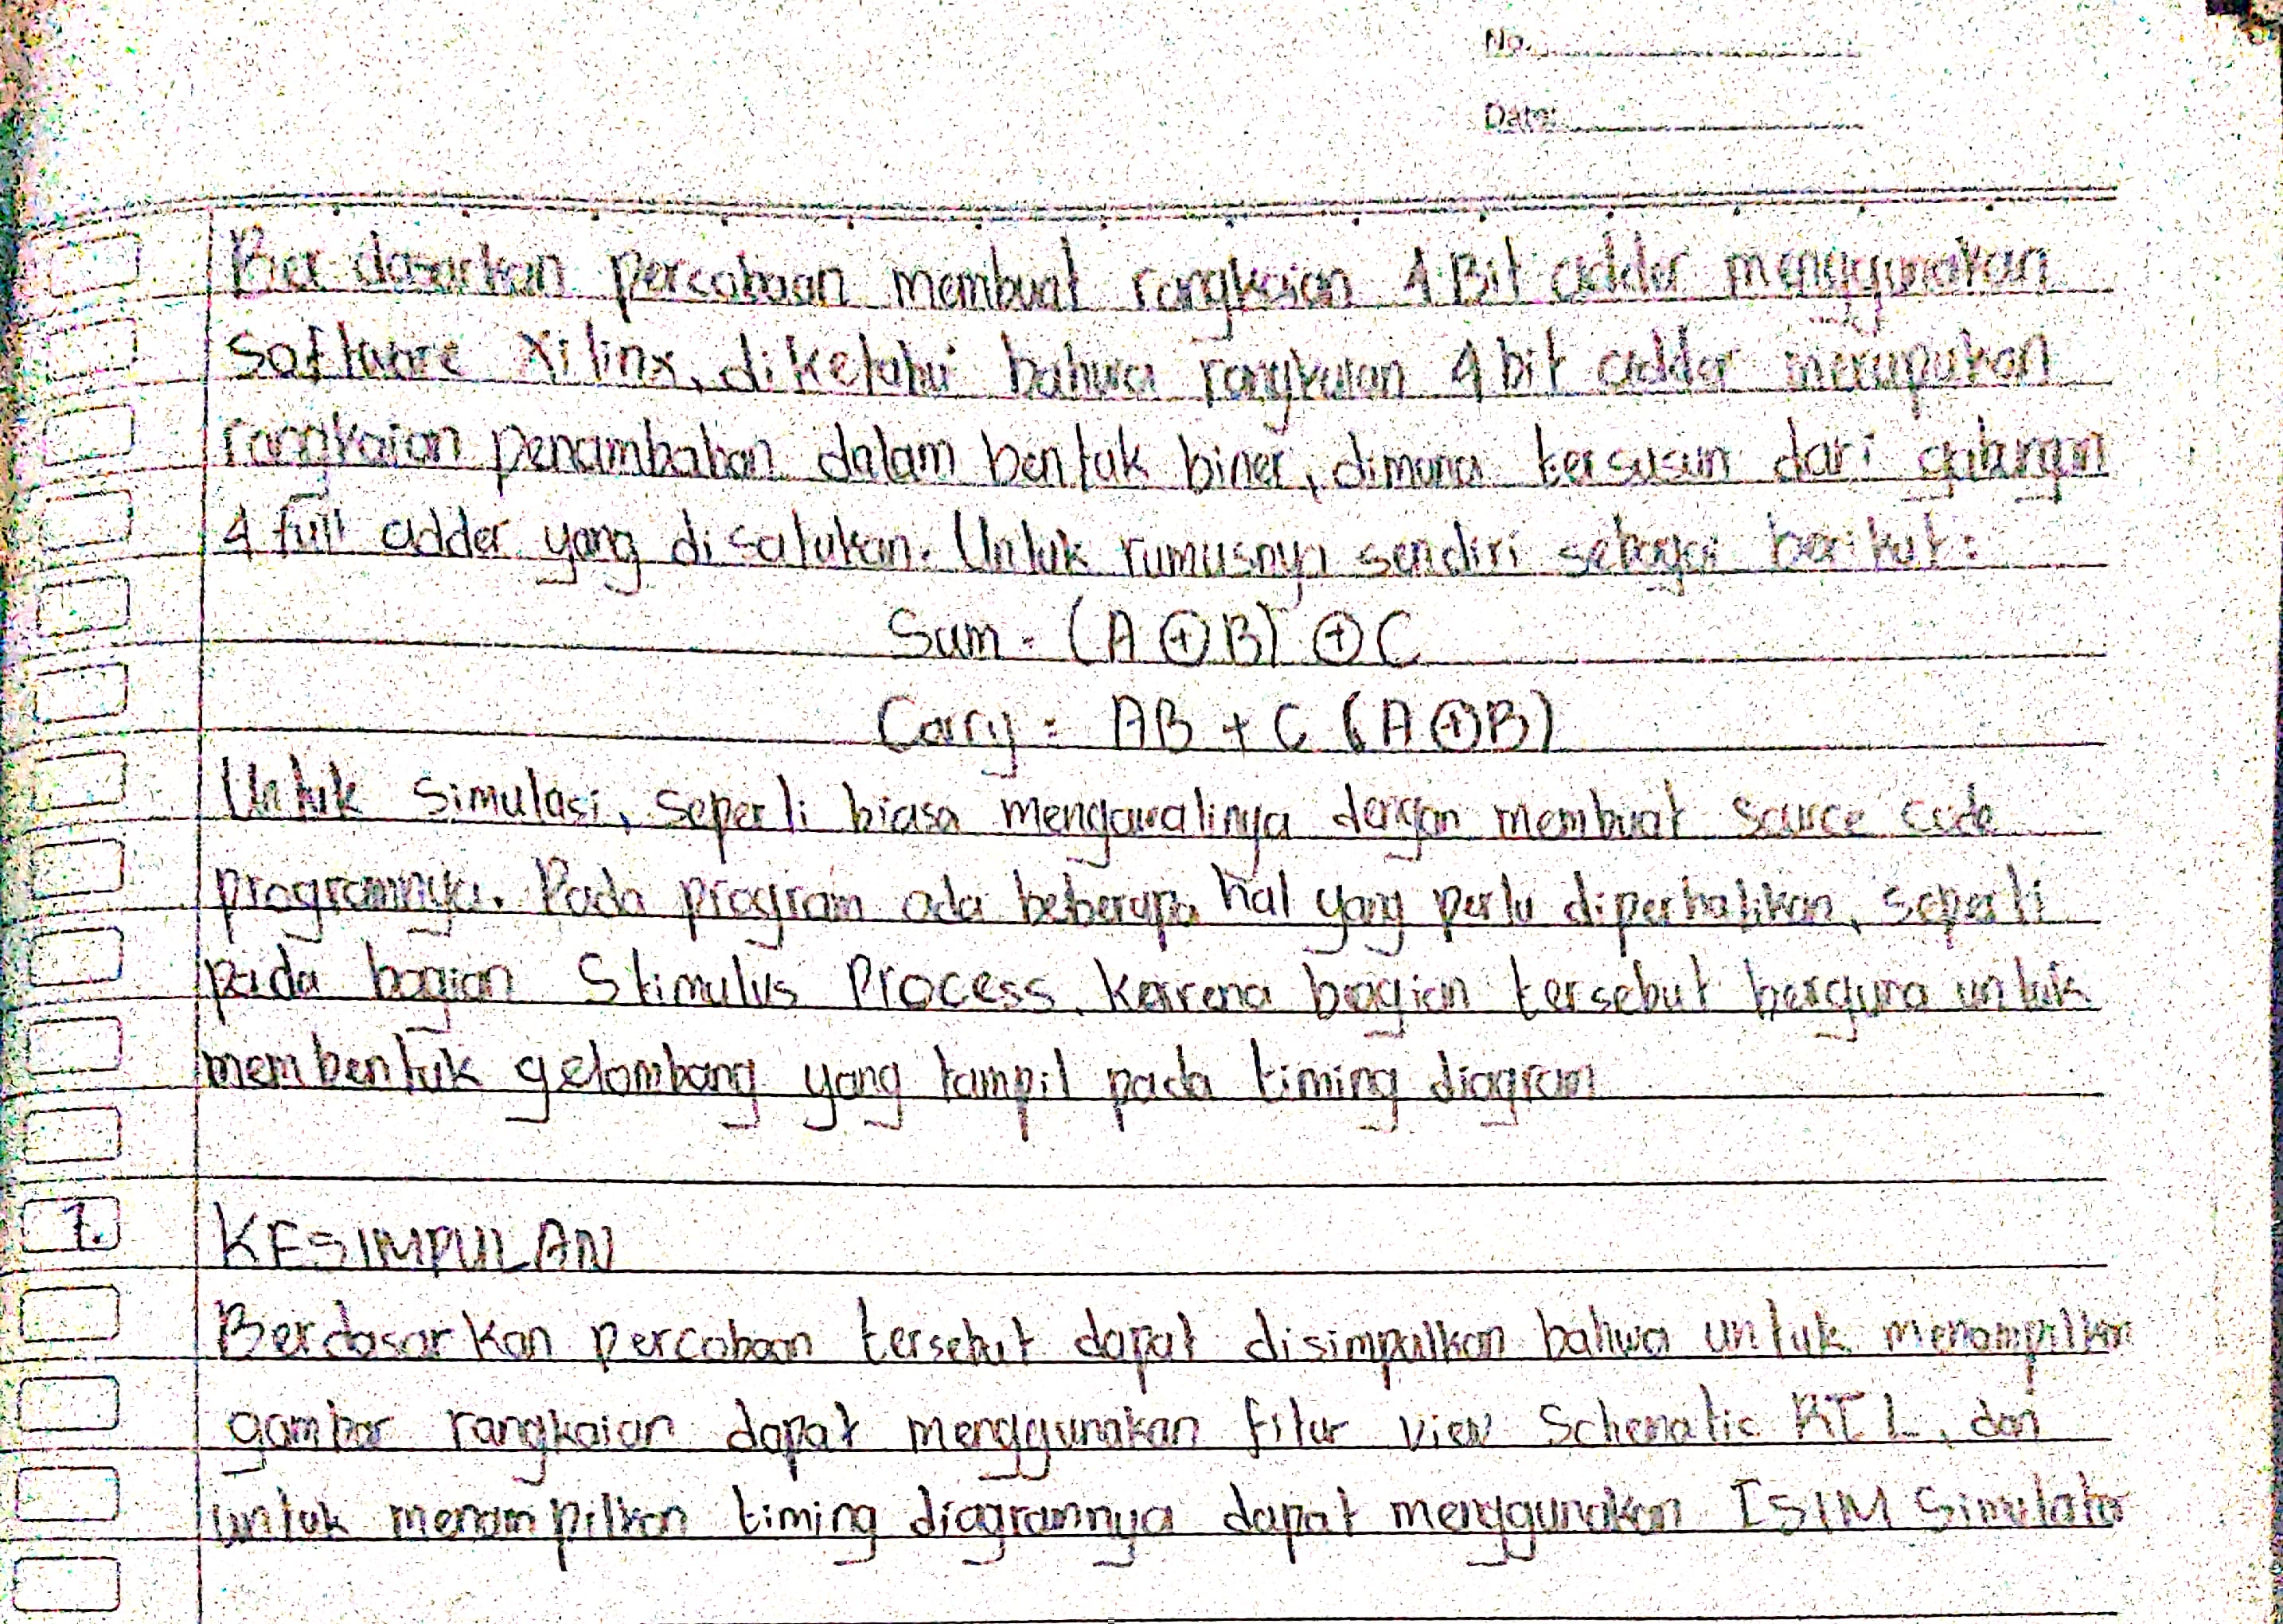 No.
Date:
Berdasarkan percobaan membuat rangkaian 4 Bit adder menggunakan
Software Xilinx, diketahui bahwa rangkaian 4 bit adder merupakan
rangkaian penambahan dalam bentuk biner, dimana tersusun dari gabungan
4 full adder yang disatukan. Untuk rumusnya sendiri sebagai berikut:
Sum = (A ⊕ B) ⊕ C
Carry = AB + C (A ⊕ B)
Untuk simulasi, seperti biasa mengawalinya dengan membuat source code
programnya. Pada program ada beberapa hal yang perlu diperhatikan, seperti
pada bagian Stimulus Process. Karena bagian tersebut berguna untuk
membentuk gelombang yang tampil pada timing diagram
7. KESIMPULAN
Berdasarkan percobaan tersebut dapat disimpulkan bahwa untuk menampilkan
gambar rangkaian dapat menggunakan fitur view Schematic RTL, dan
untuk menampilkan timing diagramnya dapat menggunakan ISIM Simulator